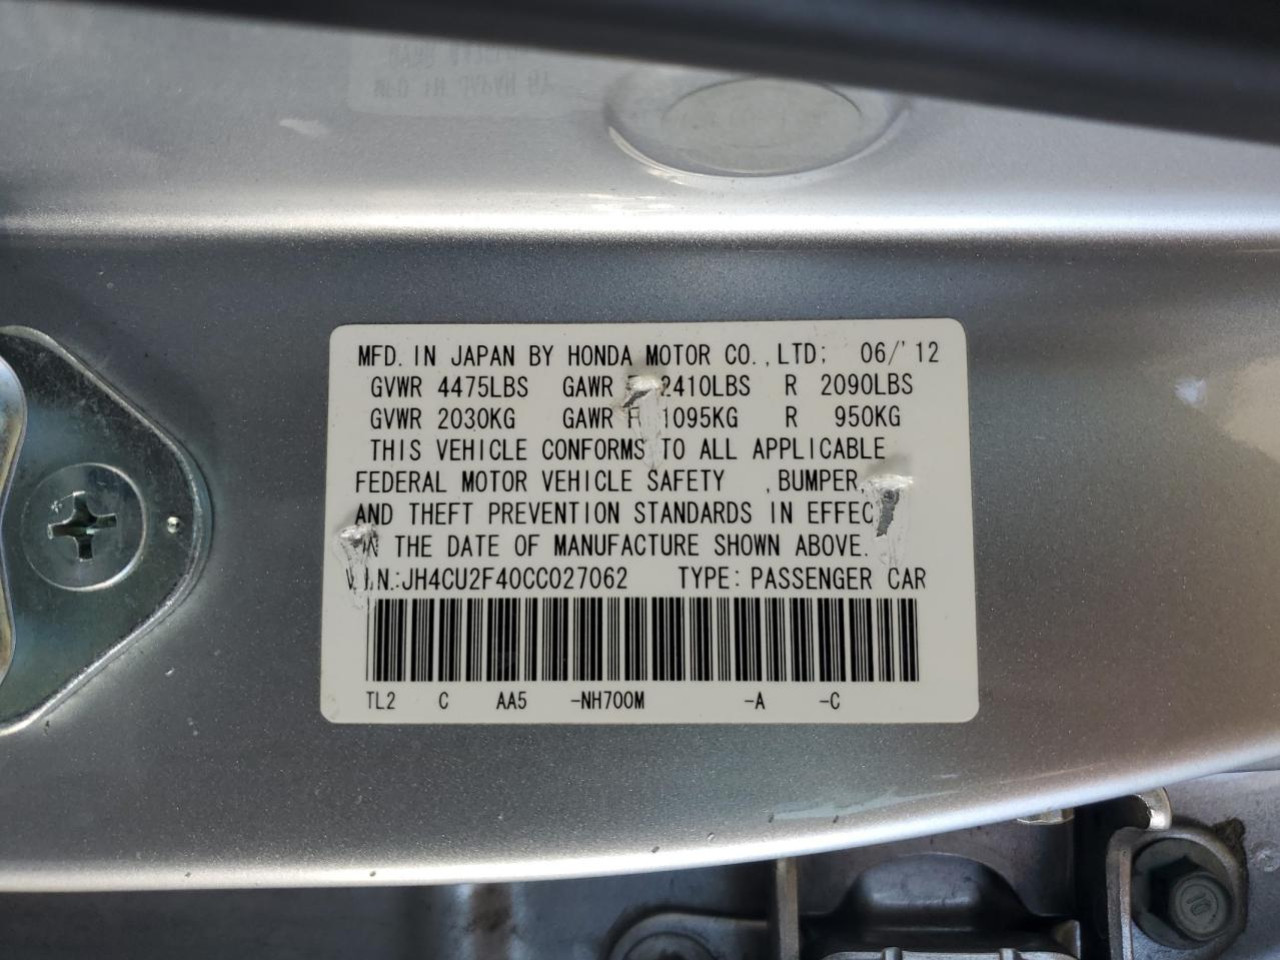 MFD. IN JAPAN BY HONDA MOTOR CO., LTD: 06/'12
GVWR 4475LBS GAWR F 2410LBS R 2090LBS
GVWR 2030KG GAWR F 1095KG R 950KG
THIS VEHICLE CONFORMS TO ALL APPLICABLE
FEDERAL MOTOR VEHICLE SAFETY , BUMPER,
AND THEFT PREVENTION STANDARDS IN EFFEC
THE DATE OF MANUFACTURE SHOWN ABOVE.
V.I.N.:JH4CU2F40CC027062 TYPE: PASSENGER CAR
TL2 C AA5 -NH700M -A -C
10